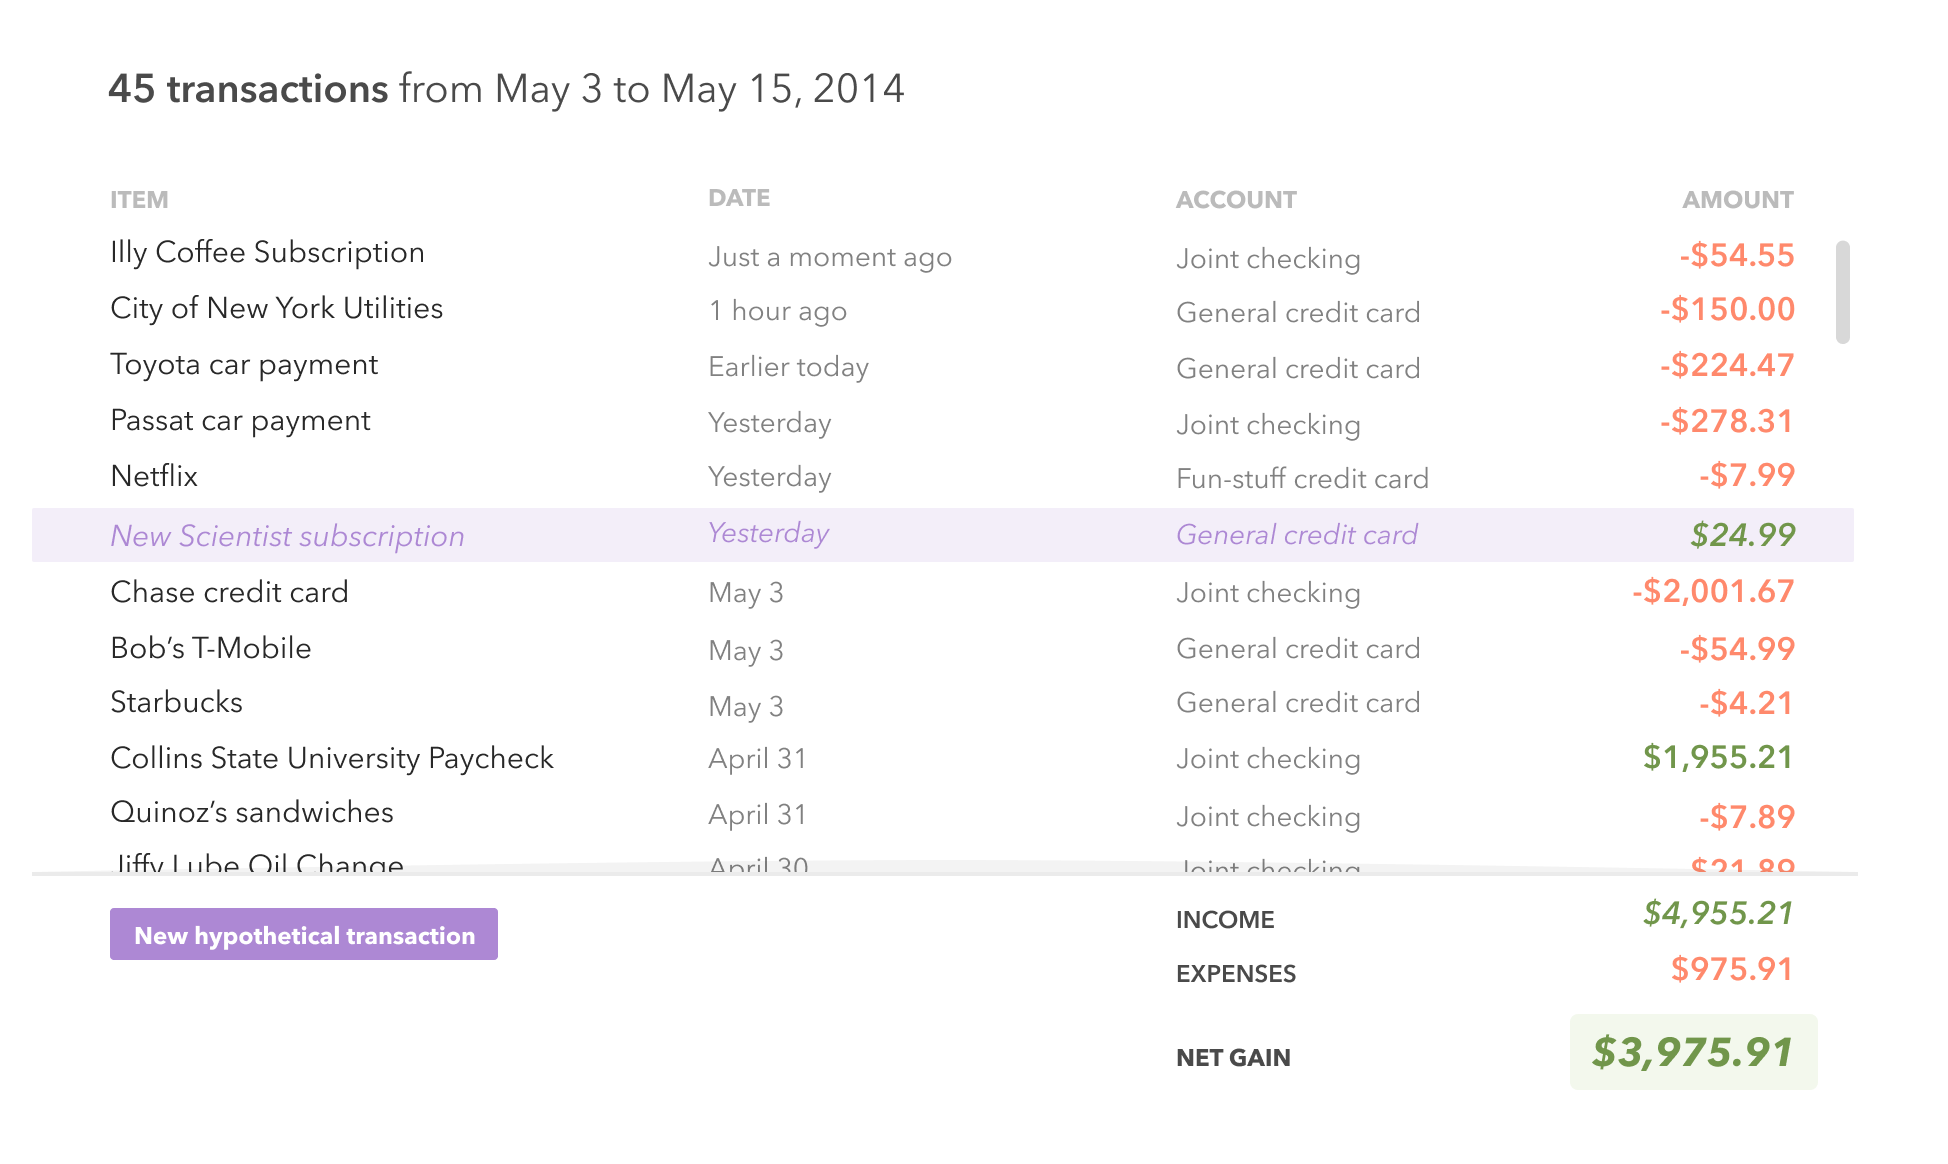 45 transactions from May 3 to May 15, 2014
ITEM DATE ACCOUNT AMOUNT
Illy Coffee Subscription Just a moment ago Joint checking -$54.55
City of New York Utilities 1 hour ago General credit card -$150.00
Toyota car payment Earlier today General credit card -$224.47
Passat car payment Yesterday Joint checking -$278.31
Netflix Yesterday Fun-stuff credit card -$7.99
New Scientist subscription Yesterday General credit card $24.99
Chase credit card May 3 Joint checking -$2,001.67
Bob’s T-Mobile May 3 General credit card -$54.99
Starbucks May 3 General credit card -$4.21
Collins State University Paycheck April 31 Joint checking $1,955.21
Quinoz’s sandwiches April 31 Joint checking -$7.89
Jiffy Lube Oil Change April 30 Joint checking $21.89
New hypothetical transaction
INCOME $4,955.21
EXPENSES $975.91
NET GAIN $3,975.91